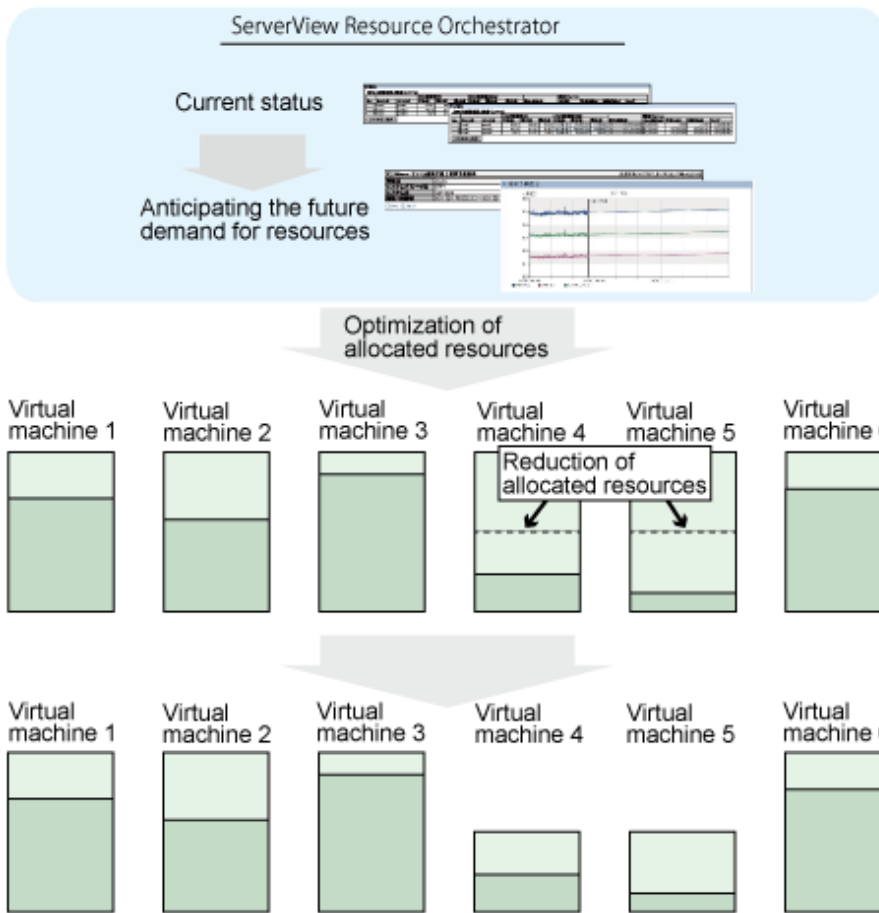 ServerView Resource Orchestrator
Current status
Anticipating the future
demand for resources
Optimization of
allocated resources
Virtual
machine 1
Virtual
machine 2
Virtual
machine 3
Virtual
machine 4
Virtual
machine 5
Virtual
machine
Reduction of
allocated resources
Virtual
machine 1
Virtual
machine 2
Virtual
machine 3
Virtual
machine 4
Virtual
machine 5
Virtual
machine